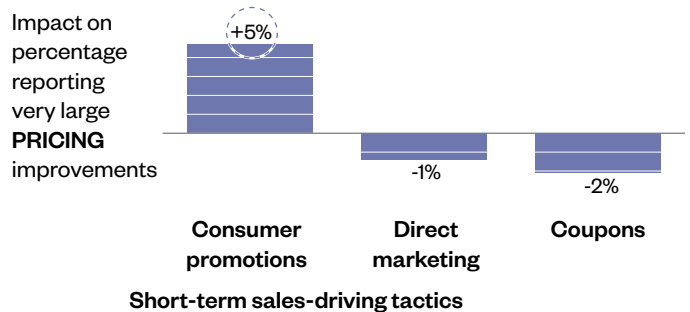 Impact on
percentage
reporting
very large
PRICING
improvements
+5%
-1%
-2%
Consumer
promotions
Direct
marketing
Coupons
Short-term sales-driving tactics